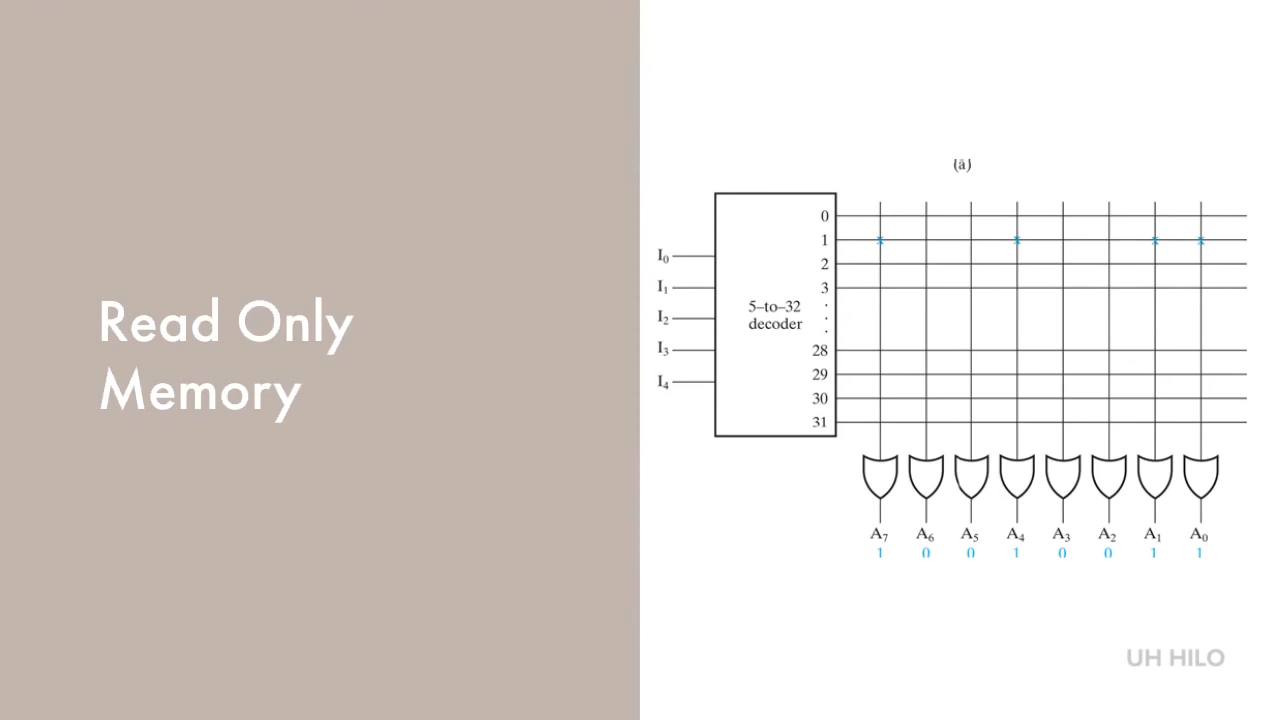 Read Only
Memory
(a)
0
1
2
3
28
29
30
31
I₀
I₁
I₂
I₃
I₄
5–to–32
decoder
A₇ A₆ A₅ A₄ A₃ A₂ A₁ A₀
1 0 0 1 0 0 1 1
UH HILO